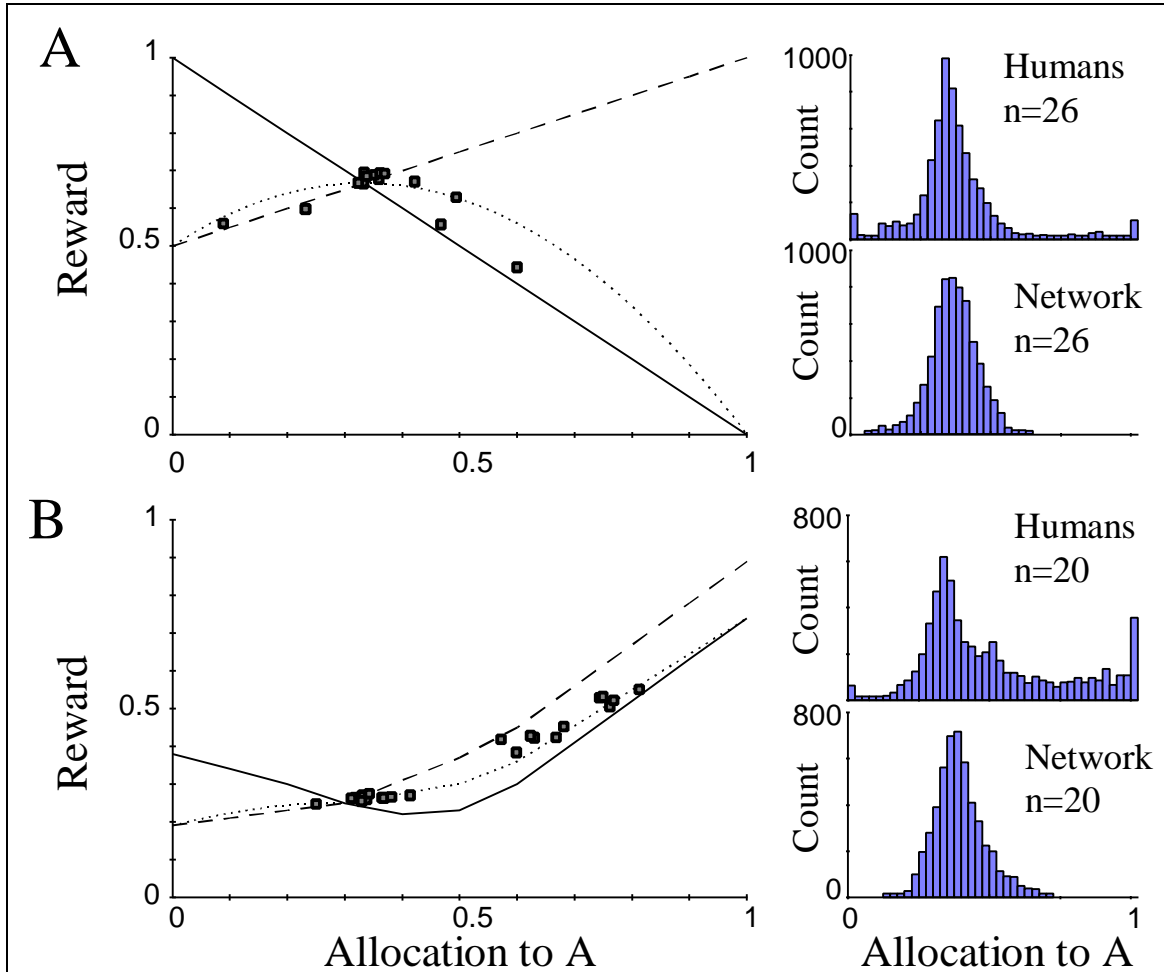 A
Reward
1
0.5
0
0
0.5
1
Count
1000
0
Humans
n=26
Count
1000
0
Network
n=26
B
Reward
1
0.5
0
0
0.5
1
Allocation to A
Count
800
Humans
n=20
Count
800
0
Network
n=20
0
1
Allocation to A